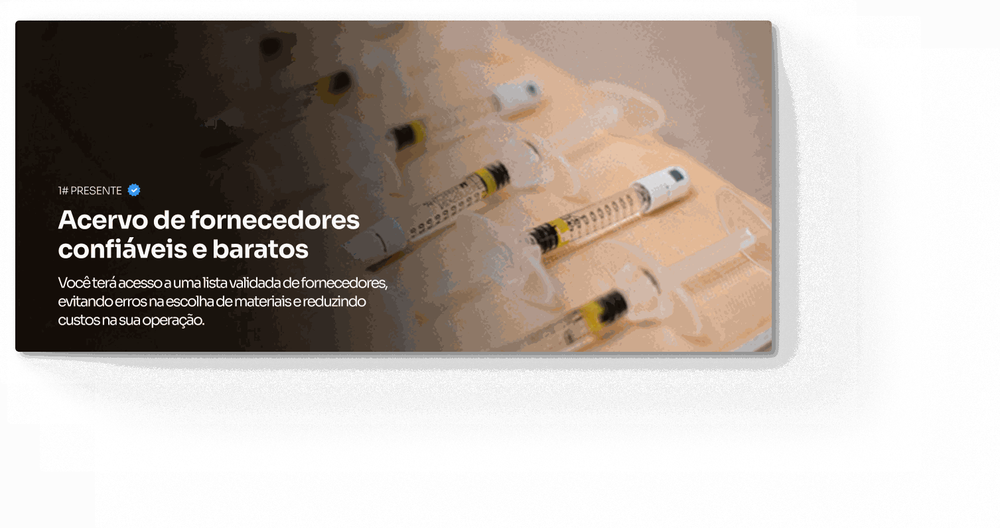 1# PRESENTE
Acervo de fornecedores
confiáveis e baratos
Você terá acesso a uma lista validada de fornecedores,
evitando erros na escolha de materiais e reduzindo
custos na sua operação.